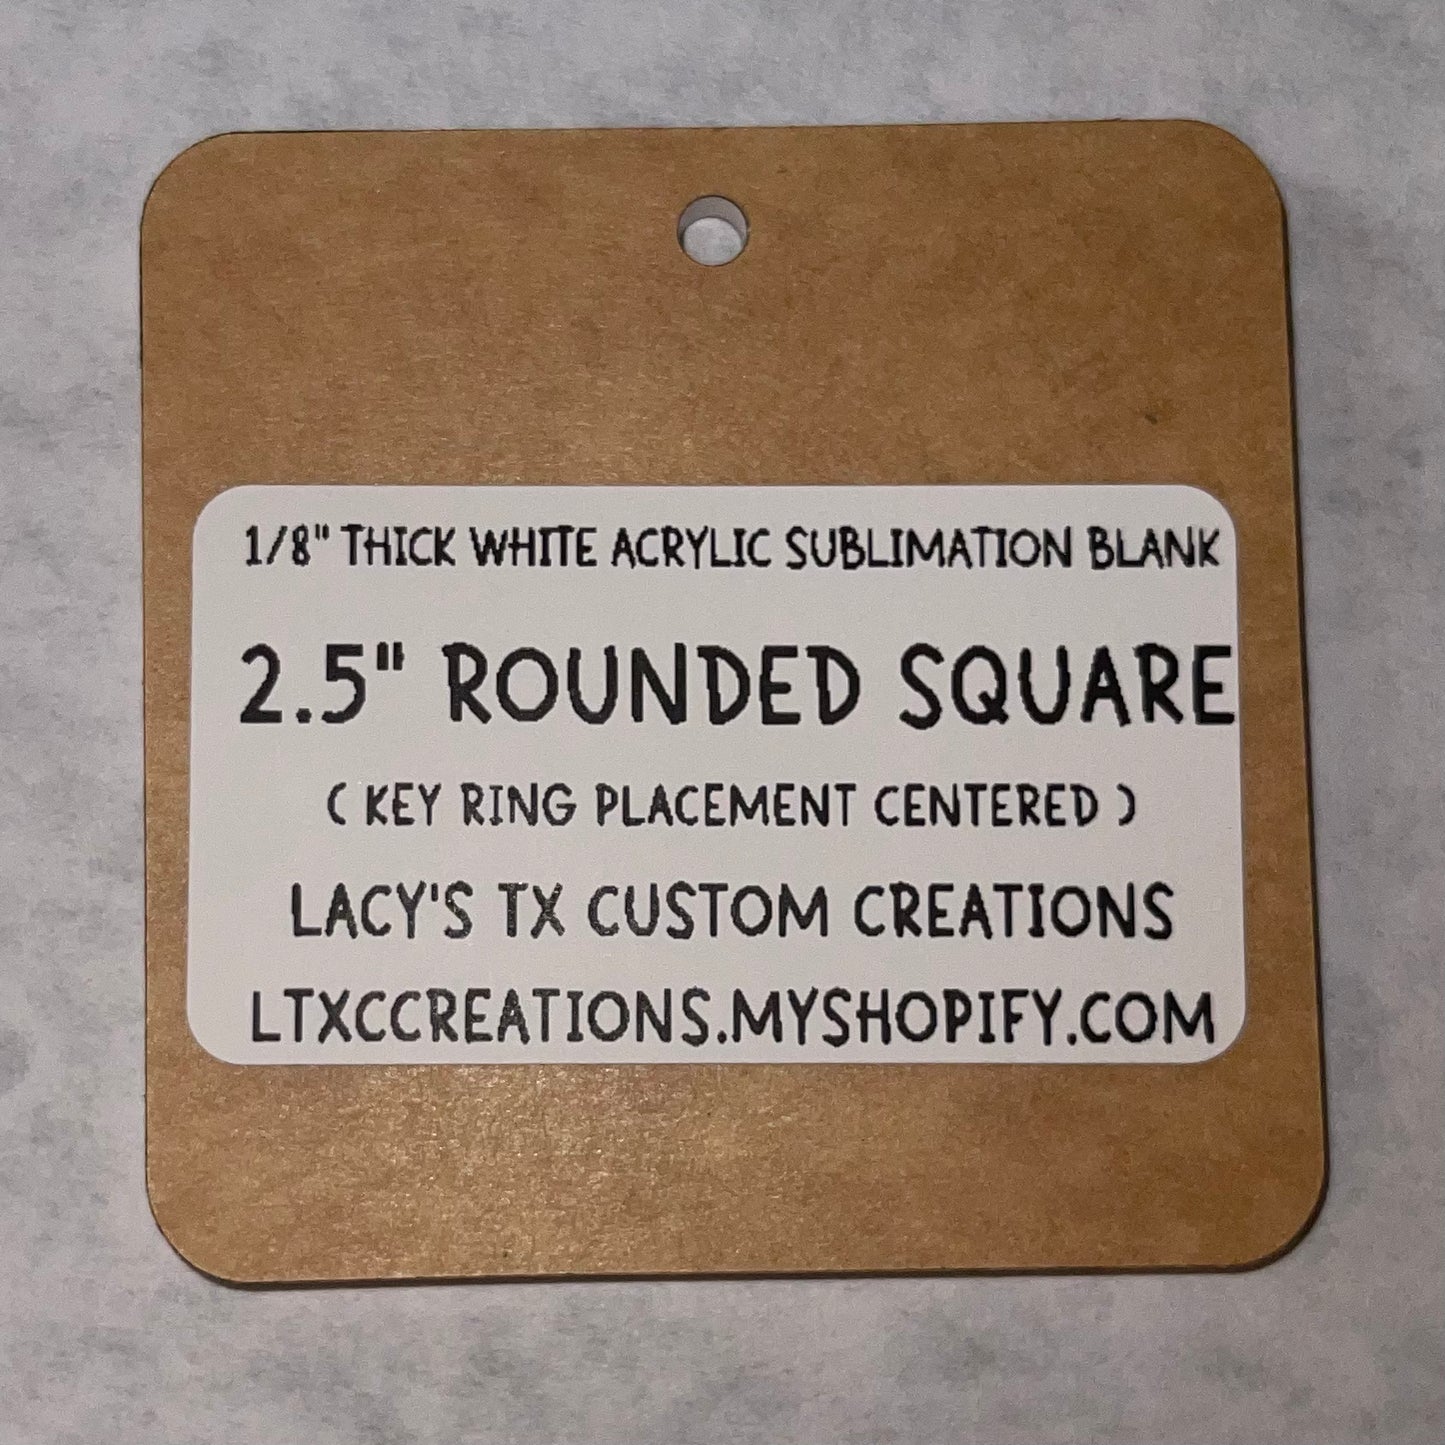 1/8" THICK WHITE ACRYLIC SUBLIMATION BLANK
2.5" ROUNDED SQUARE
( KEY RING PLACEMENT CENTERED )
LACY'S TX CUSTOM CREATIONS
LTXCCREATIONS.MYSHOPIFY.COM